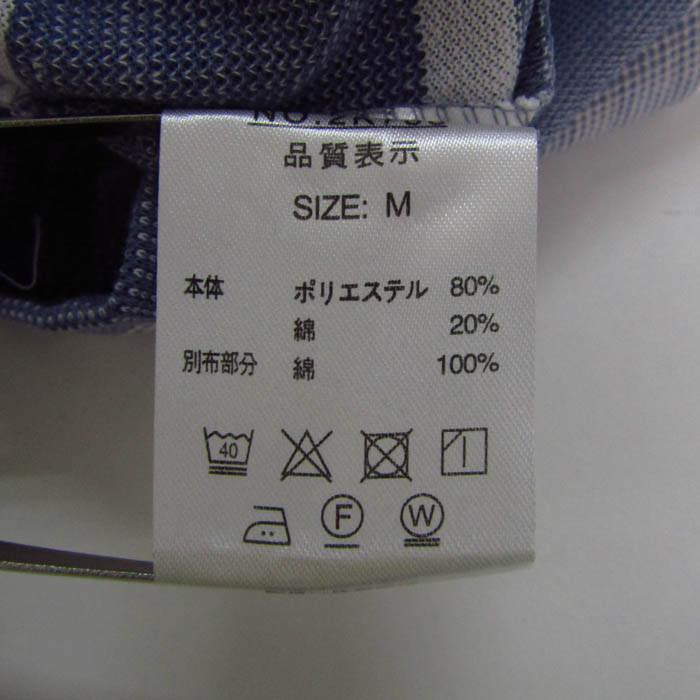 品質表示
SIZE: M
本体 ポリエステル 80%
綿 20%
別布部分 綿 100%
40
F W